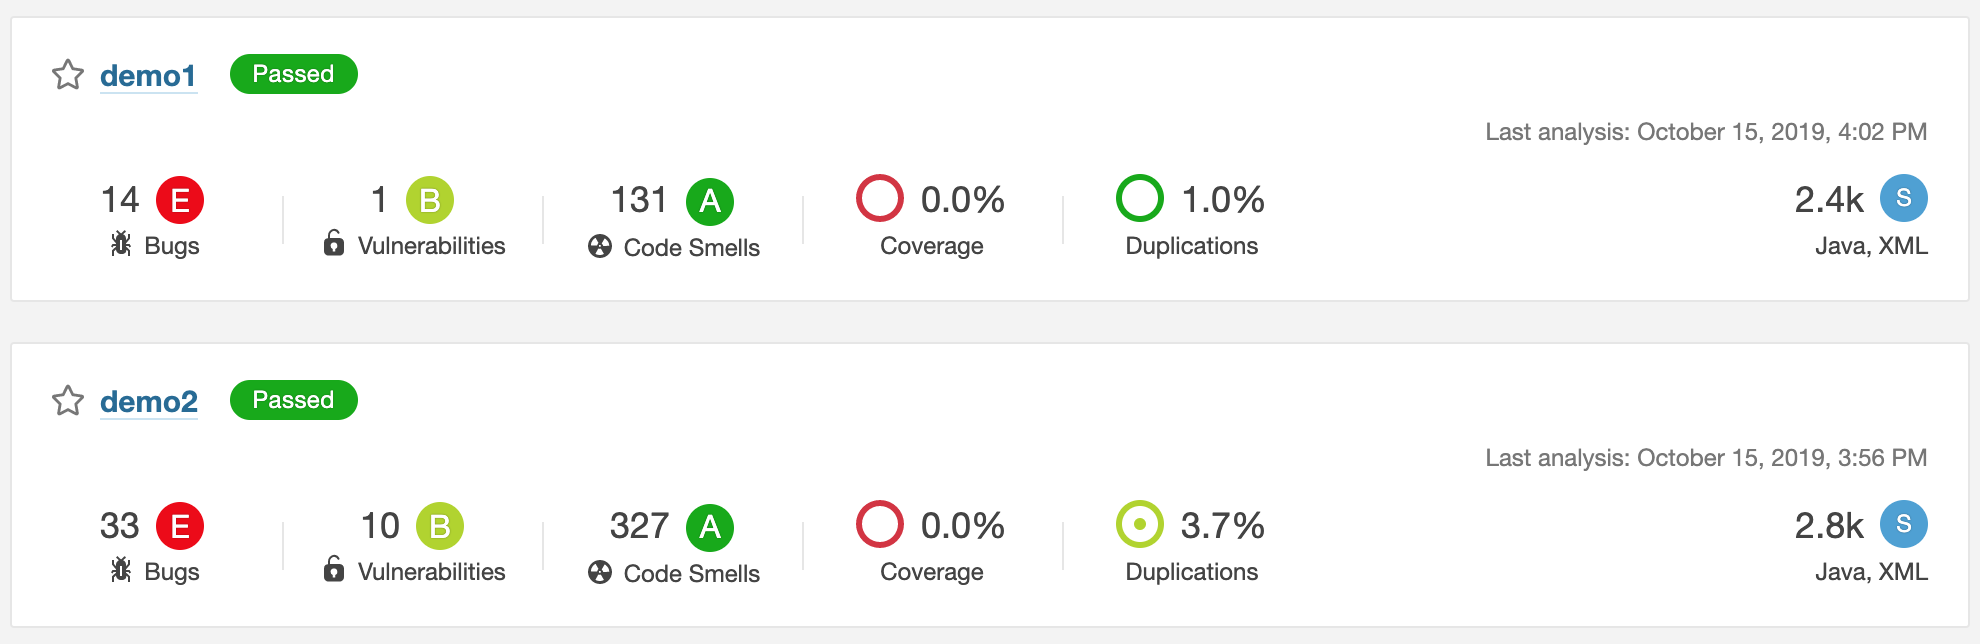 demo1 Passed
Last analysis: October 15, 2019, 4:02 PM
14 E 1 B 131 A 0.0% 1.0% 2.4k S
Bugs Vulnerabilities Code Smells Coverage Duplications Java, XML
demo2 Passed
Last analysis: October 15, 2019, 3:56 PM
33 E 10 B 327 A 0.0% 3.7% 2.8k S
Bugs Vulnerabilities Code Smells Coverage Duplications Java, XML